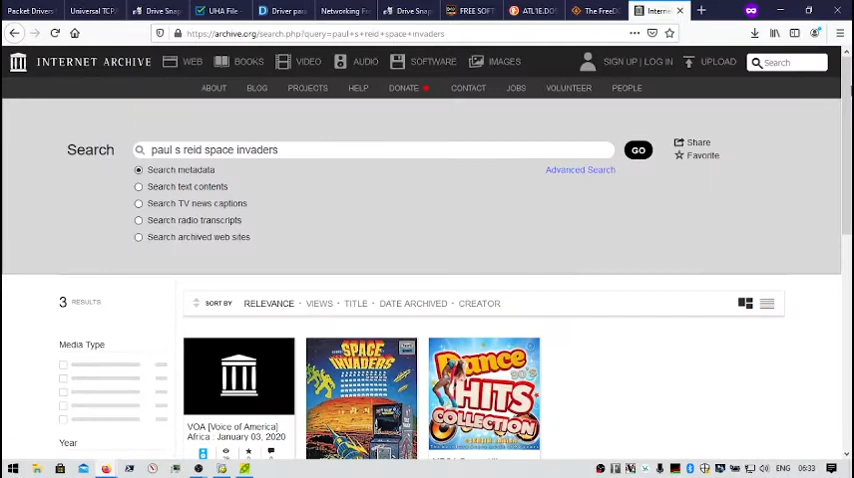 Packet Drivers Universal TCP/ Drive Snap UHA File - Driver para Networking Fr Drive Snap FREE SOFT ATL1E.DO The FreeD Internet
https://archive.org/search.php?query=paul+s+reid+space+invaders
INTERNET ARCHIVE WEB BOOKS VIDEO AUDIO SOFTWARE IMAGES SIGN UP | LOG IN UPLOAD Search
ABOUT BLOG PROJECTS HELP DONATE CONTACT JOBS VOLUNTEER PEOPLE
Search paul s reid space invaders GO
Share
Favorite
Search metadata Advanced Search
Search text contents
Search TV news captions
Search radio transcripts
Search archived web sites
3 RESULTS
SORT BY RELEVANCE · VIEWS · TITLE · DATE ARCHIVED · CREATOR
Media Type
SPACE INVADERS
Dance 90's HITS COLLECTION
VOA [Voice of America]
Africa : January 03, 2020
Year
ENG 06:33